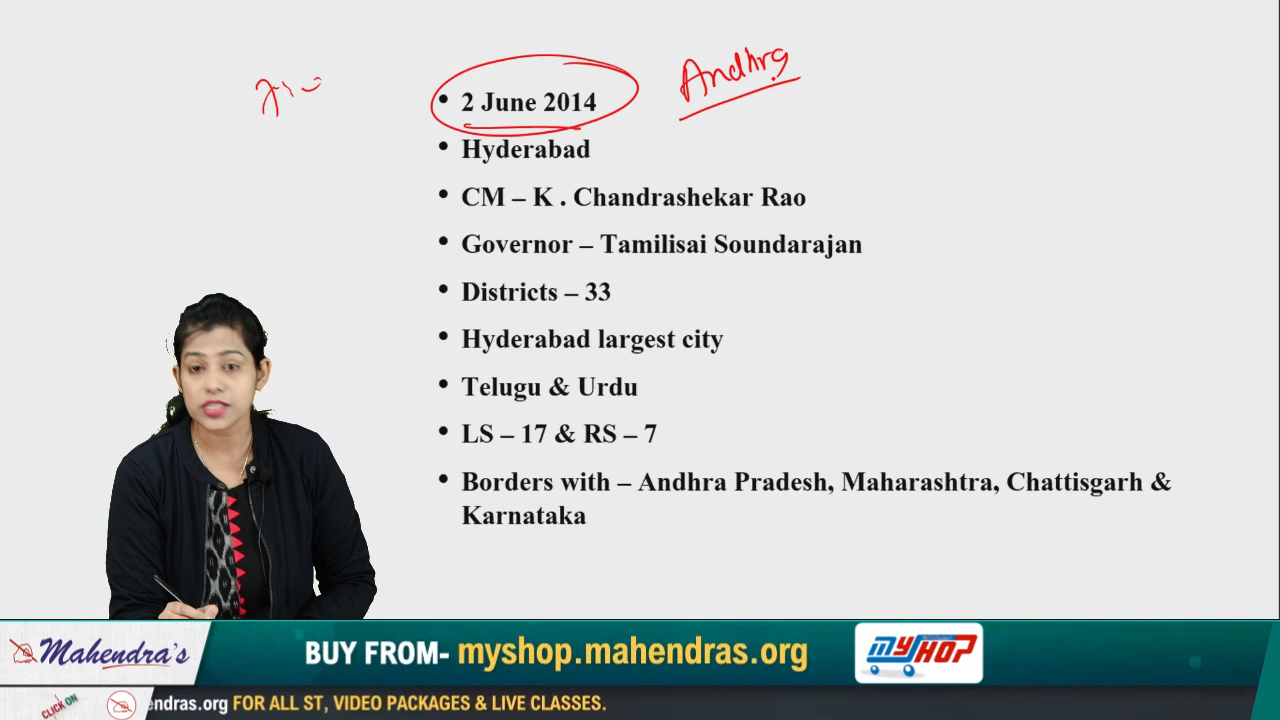 Andhra
• 2 June 2014
• Hyderabad
• CM – K . Chandrashekar Rao
• Governor – Tamilisai Soundarajan
• Districts – 33
• Hyderabad largest city
• Telugu & Urdu
• LS – 17 & RS – 7
• Borders with – Andhra Pradesh, Maharashtra, Chattisgarh &
Karnataka
Mahendra's
BUY FROM- myshop.mahendras.org
MYSHOP
CLICK ON
endras.org FOR ALL ST, VIDEO PACKAGES & LIVE CLASSES.